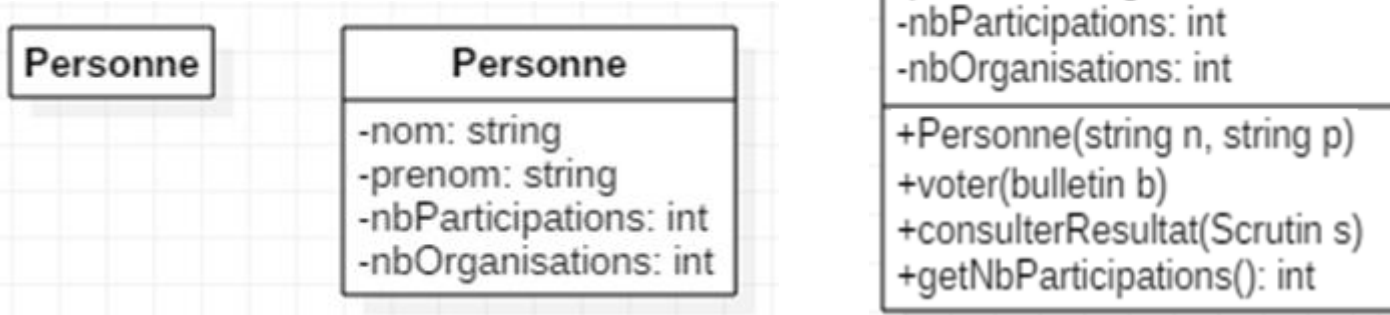 Personne
Personne
-nom: string
-prenom: string
-nbParticipations: int
-nbOrganisations: int
-nbParticipations: int
-nbOrganisations: int
+Personne(string n, string p)
+voter(bulletin b)
+consulterResultat(Scrutin s)
+getNbParticipations(): int